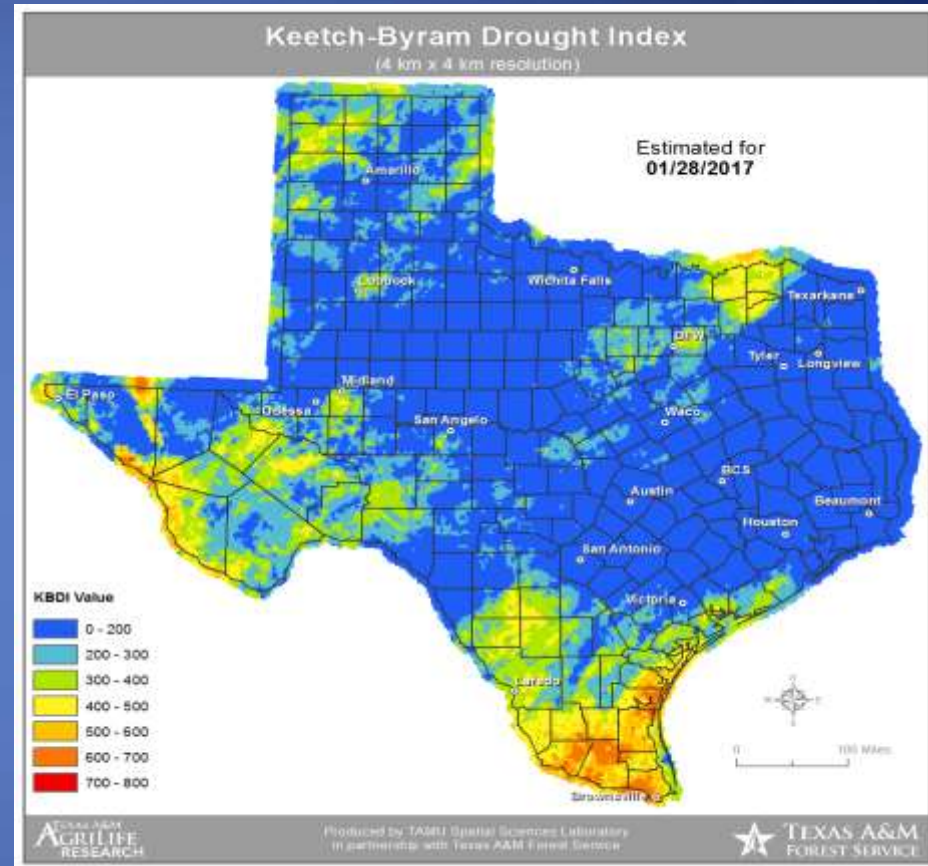 Keetch-Byram Drought Index
(4 km x 4 km resolution)
Estimated for
01/28/2017
Amarillo
Lubbock
Wichita Falls
Texarkana
DFW
Tyler
Longview
El Paso
Midland
Odessa
San Angelo
Waco
BCS
Austin
Beaumont
Houston
San Antonio
Victoria
Laredo
Brownsville
KBDI Value
0 - 200
200 - 300
300 - 400
400 - 500
500 - 600
600 - 700
700 - 800
0 100 Miles
TEXAS A&M
AGRILIFE
RESEARCH
Produced by TAMU Spatial Sciences Laboratory
in partnership with Texas A&M Forest Service
TEXAS A&M
FOREST SERVICE